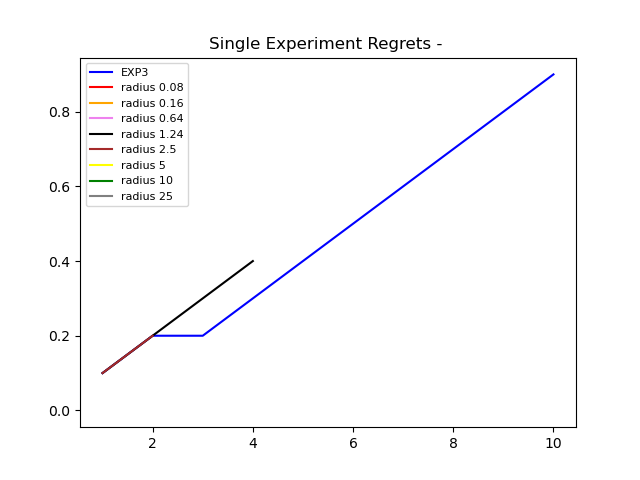 Single Experiment Regrets -
EXP3
radius 0.08
radius 0.16
radius 0.64
radius 1.24
radius 2.5
radius 5
radius 10
radius 25
0.8
0.6
0.4
0.2
0.0
2 4 6 8 10